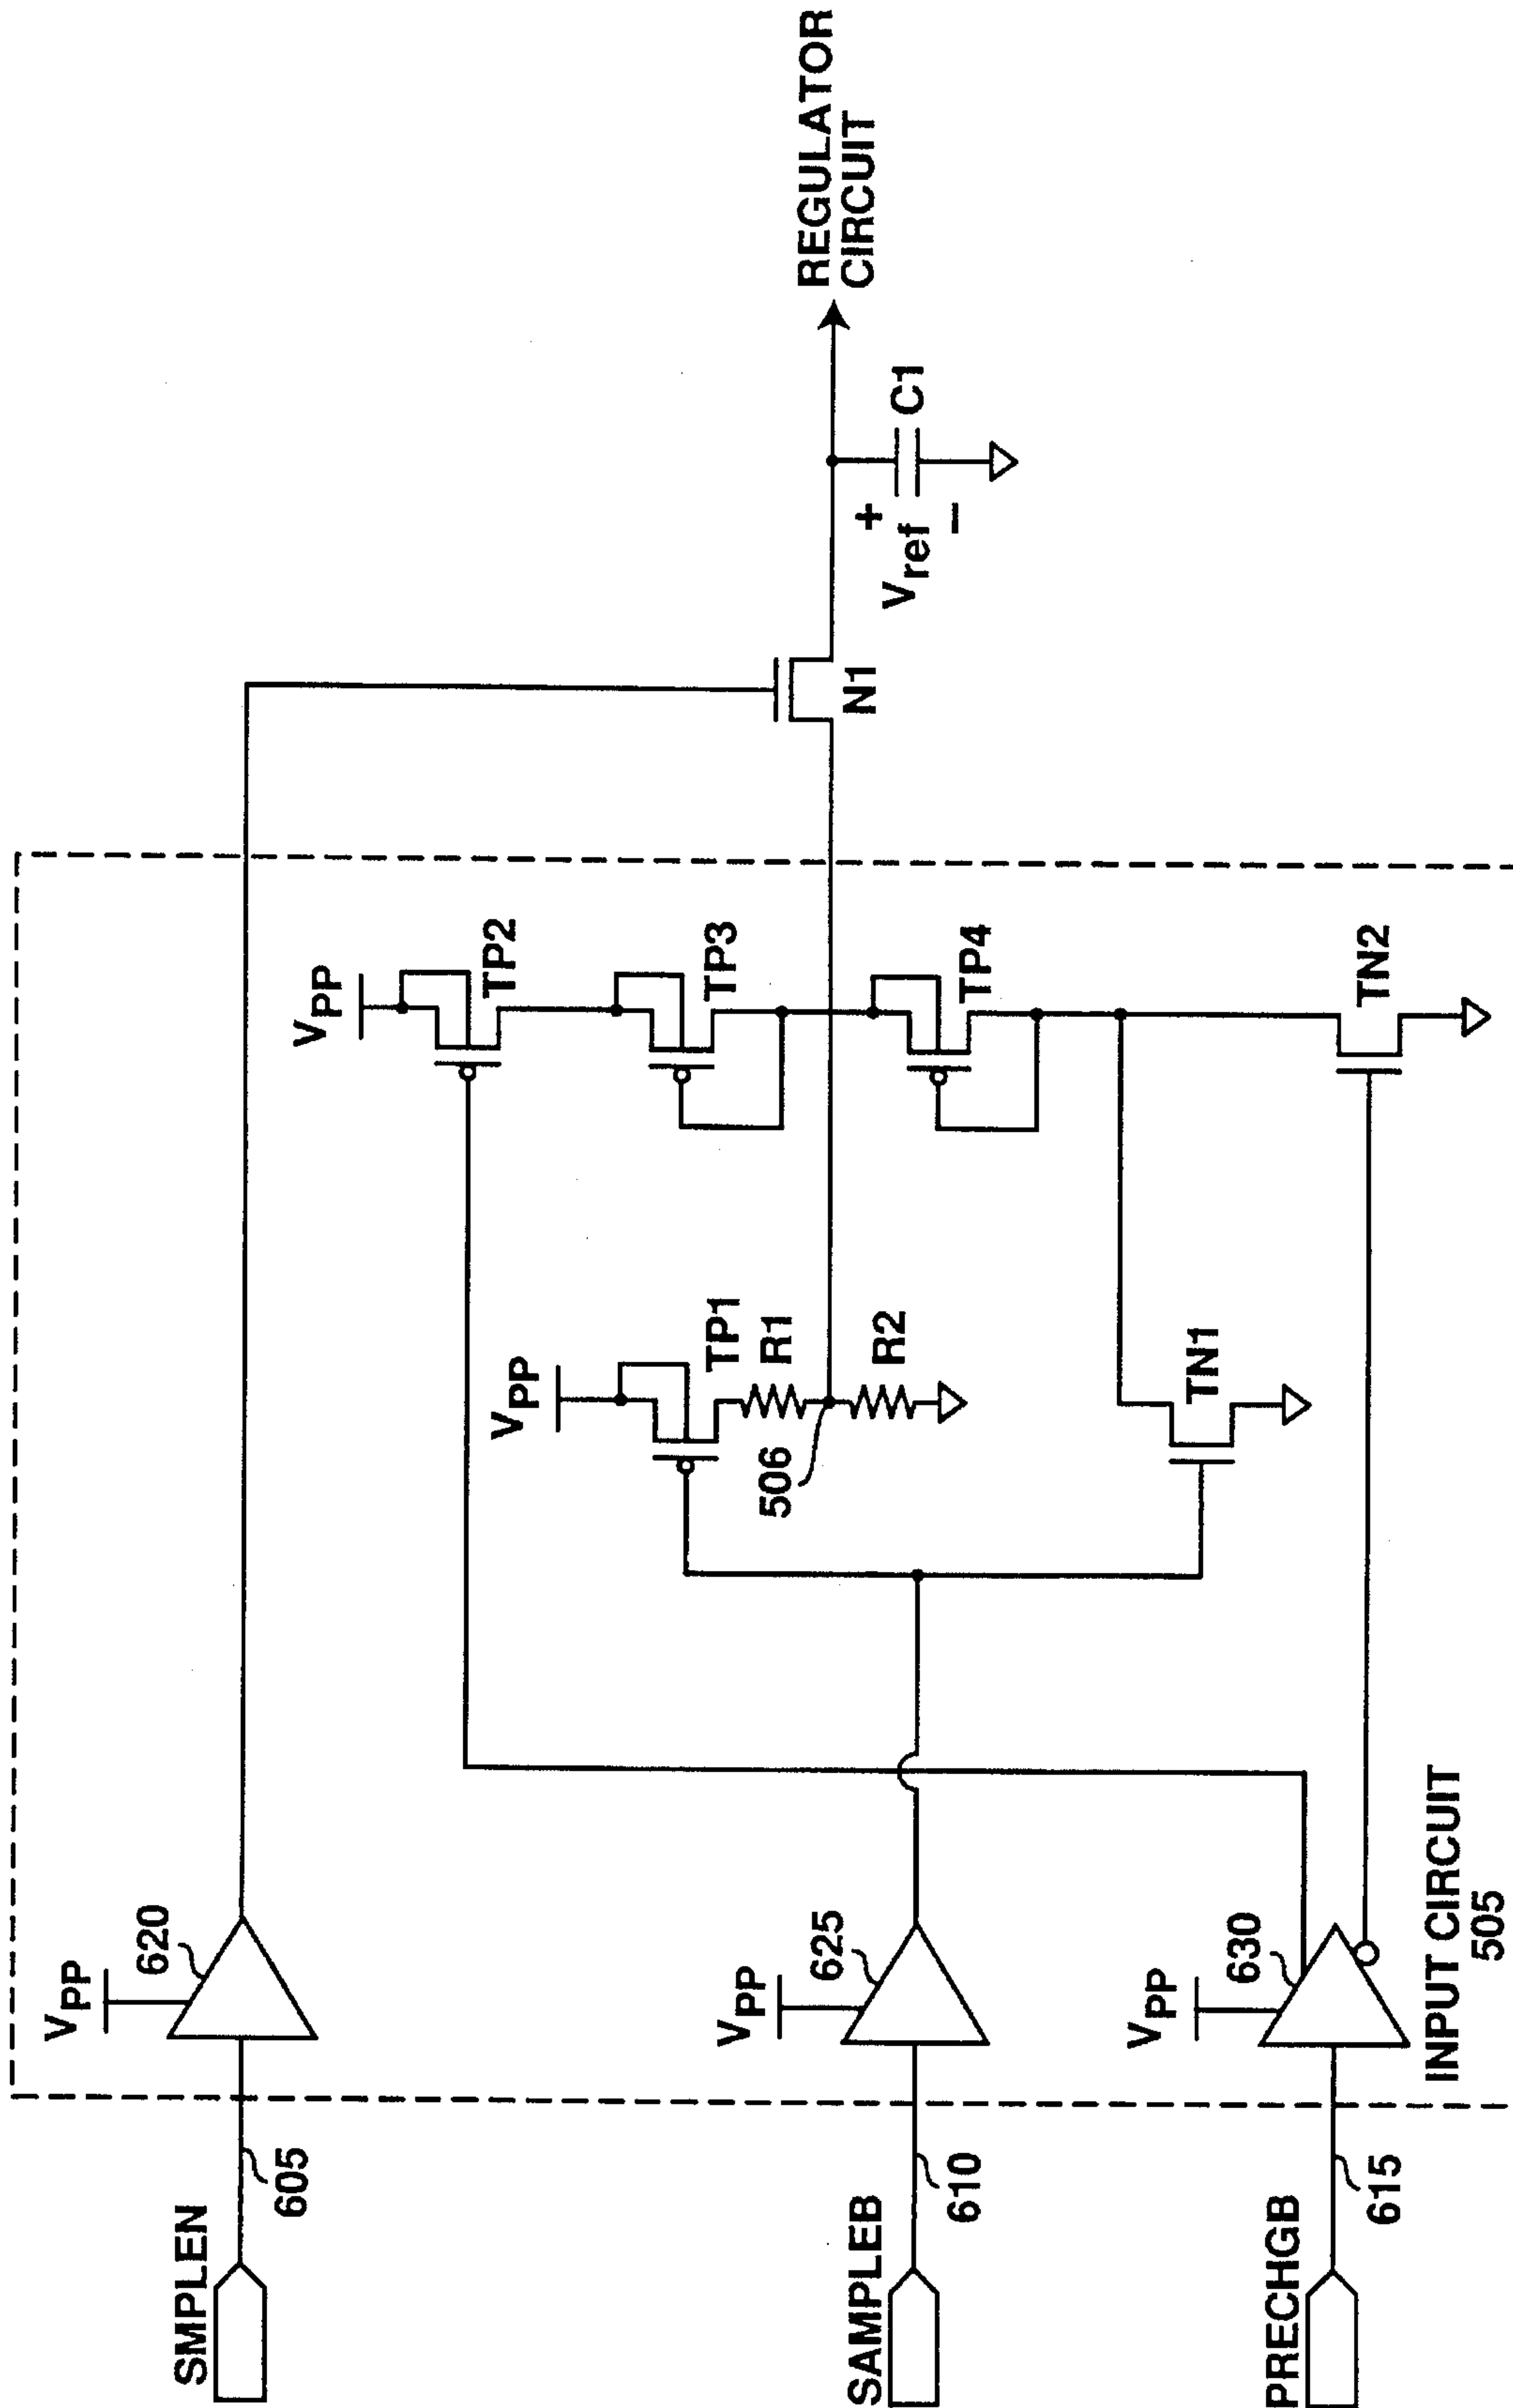 SMPLEN
605
VPP
620
SAMPLEB
610
VPP
625
PRECHGB
615
VPP
630
INPUT CIRCUIT
505
VPP
TP1
R1
506
R2
TN1
VPP
TP2
TP3
TP4
TN2
N1
+
Vref
−
C1
REGULATOR
CIRCUIT